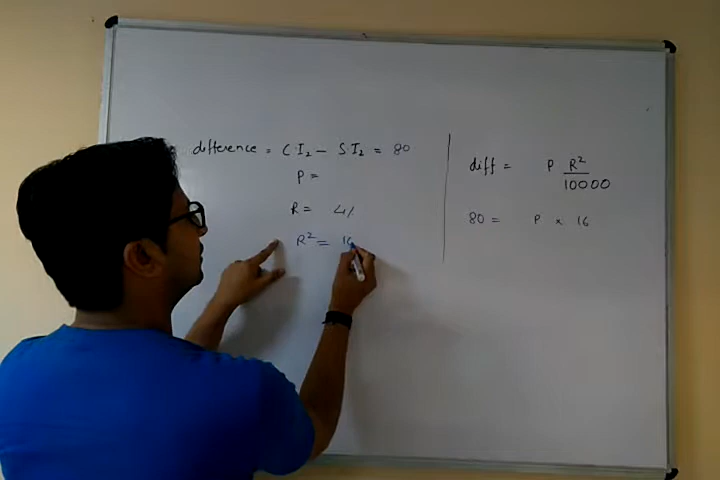 difference = C I₂ – S I₂ = 80
P =
R = 4%
R² = 16
diff = P R²
10000
80 = P × 16